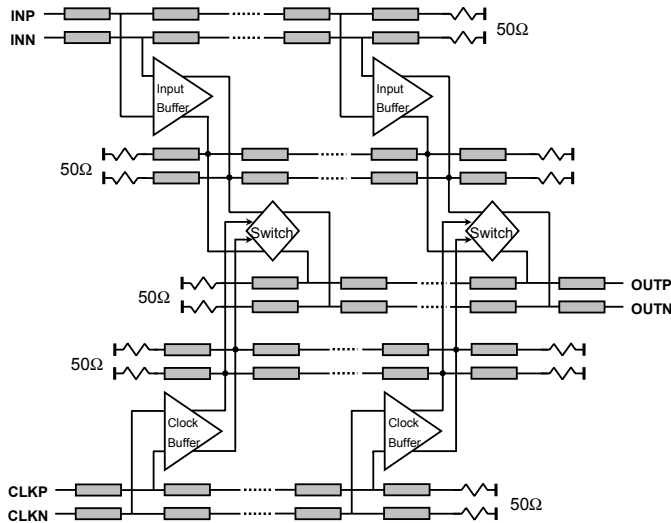 INP
INN
50Ω
Input
Buffer
Input
Buffer
50Ω
Switch
Switch
50Ω
OUTP
OUTN
50Ω
Clock
Buffer
Clock
Buffer
CLKP
CLKN
50Ω